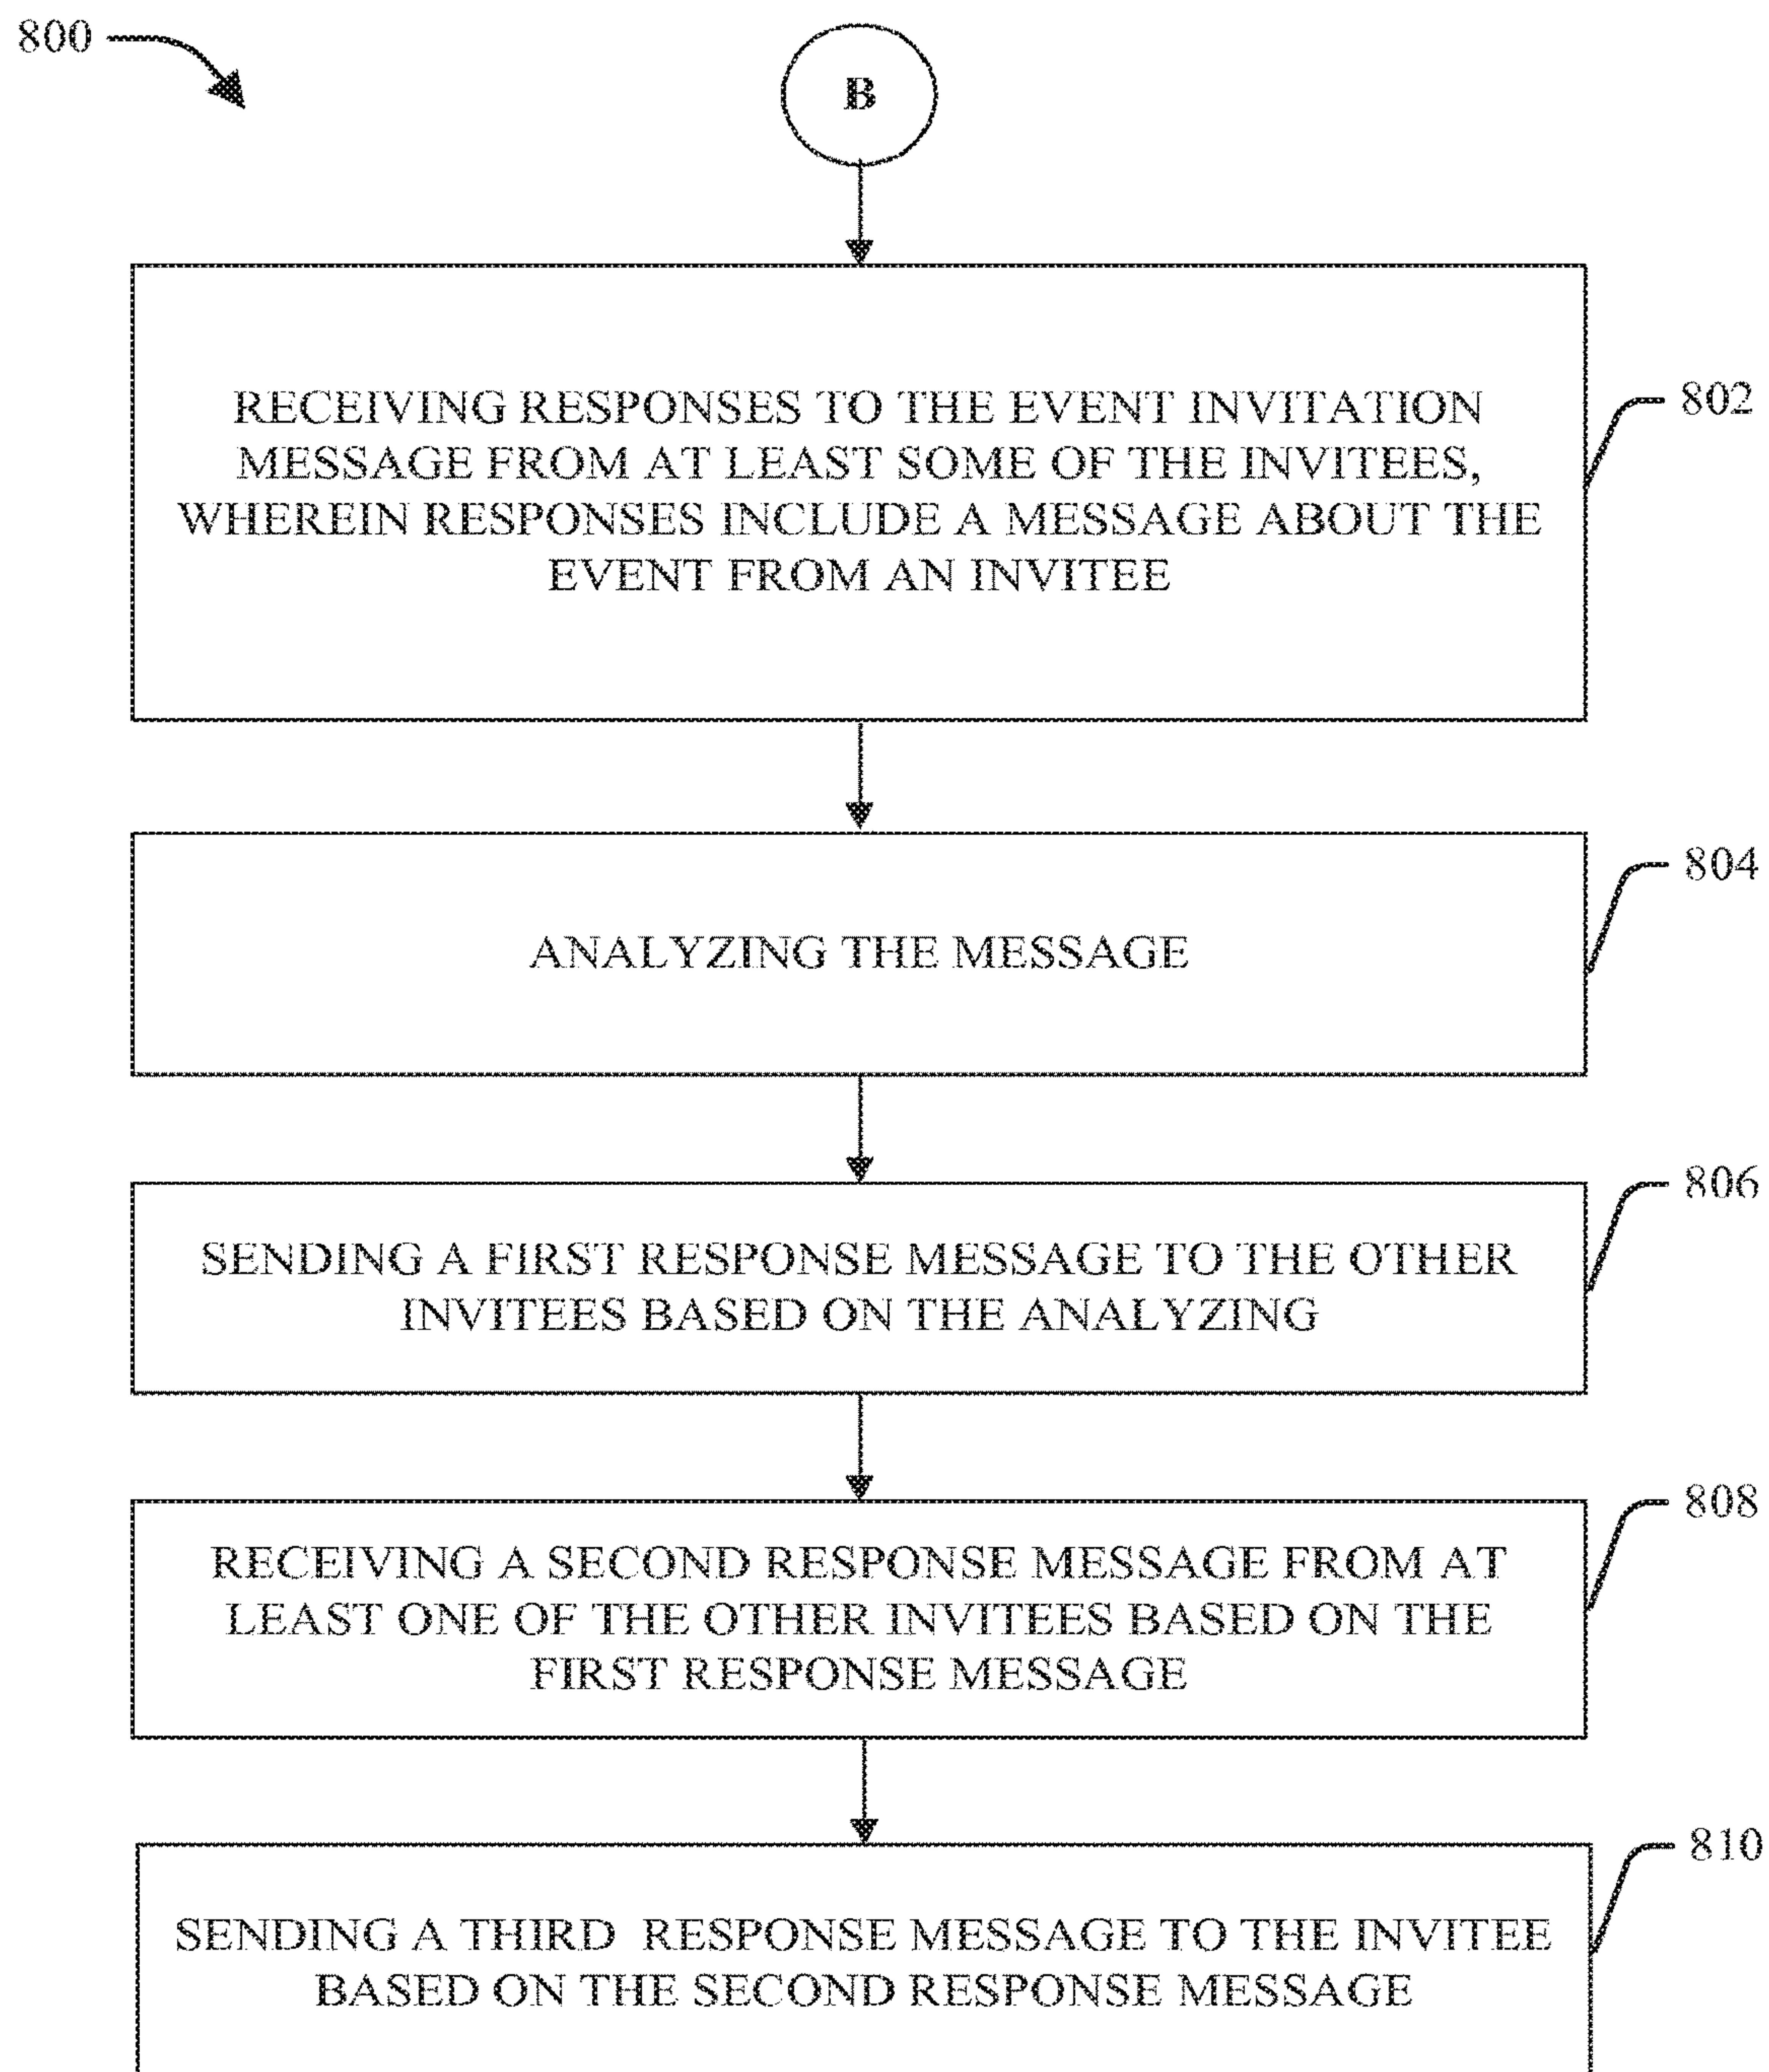 800
B
RECEIVING RESPONSES TO THE EVENT INVITATION
MESSAGE FROM AT LEAST SOME OF THE INVITEES,
WHEREIN RESPONSES INCLUDE A MESSAGE ABOUT THE
EVENT FROM AN INVITEE
802
ANALYZING THE MESSAGE
804
SENDING A FIRST RESPONSE MESSAGE TO THE OTHER
INVITEES BASED ON THE ANALYZING
806
RECEIVING A SECOND RESPONSE MESSAGE FROM AT
LEAST ONE OF THE OTHER INVITEES BASED ON THE
FIRST RESPONSE MESSAGE
808
SENDING A THIRD RESPONSE MESSAGE TO THE INVITEE
BASED ON THE SECOND RESPONSE MESSAGE
810